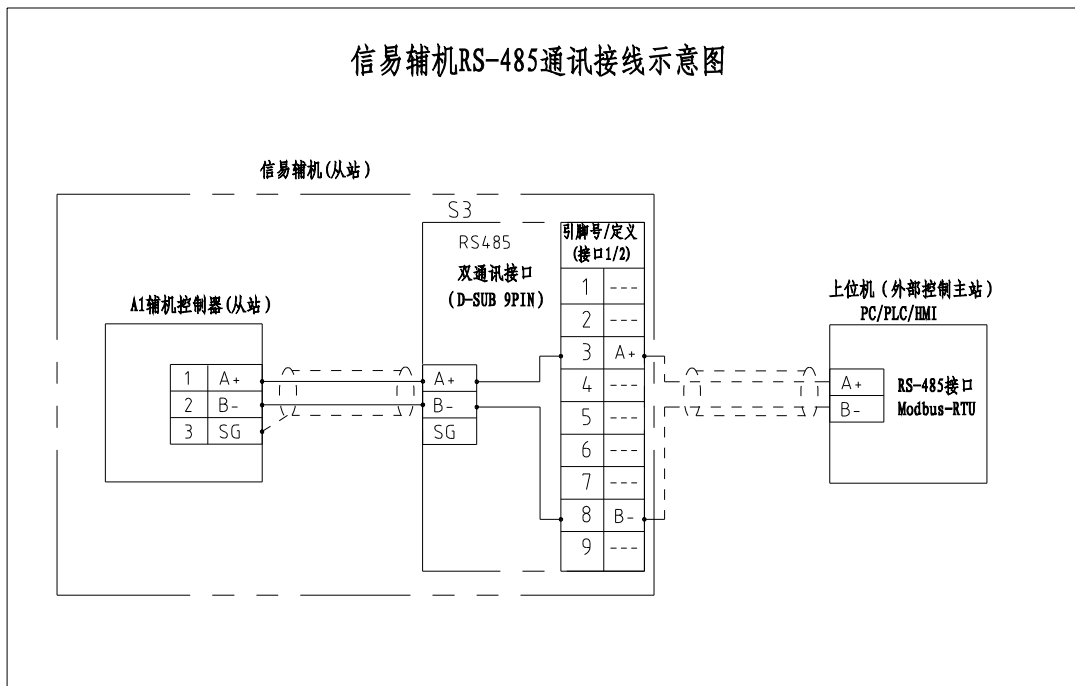 信易辅机RS-485通讯接线示意图
信易辅机(从站)
S3
RS485
双通讯接口
(D-SUB 9PIN)
引脚号/定义
(接口1/2)
1 ---
2 ---
3 A+
4 ---
5 ---
6 ---
7 ---
8 B-
9 ---
A1辅机控制器(从站)
1 A+
2 B-
3 SG
A+
B-
SG
上位机(外部控制主站)
PC/PLC/HMI
A+
B-
RS-485接口
Modbus-RTU